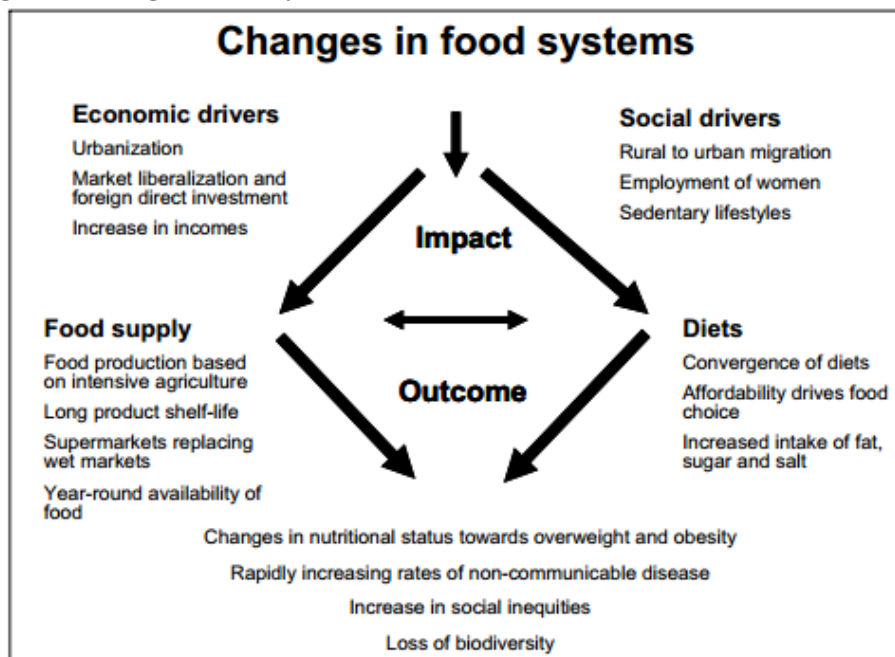 Changes in food systems
Economic drivers
Urbanization
Market liberalization and
foreign direct investment
Increase in incomes
Social drivers
Rural to urban migration
Employment of women
Sedentary lifestyles
Impact
Food supply
Food production based
on intensive agriculture
Long product shelf-life
Supermarkets replacing
wet markets
Year-round availability of
food
Outcome
Diets
Convergence of diets
Affordability drives food
choice
Increased intake of fat,
sugar and salt
Changes in nutritional status towards overweight and obesity
Rapidly increasing rates of non-communicable disease
Increase in social inequities
Loss of biodiversity